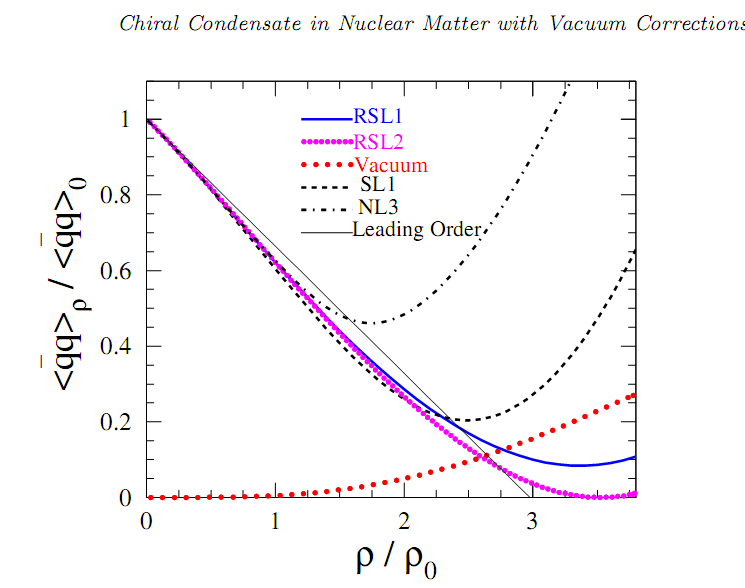 Chiral Condensate in Nuclear Matter with Vacuum Corrections
1
0.8
0.6
0.4
0.2
0
RSL1
RSL2
Vacuum
SL1
NL3
Leading Order
<q̄q>ρ / <q̄q>0
0 1 2 3
ρ / ρ0